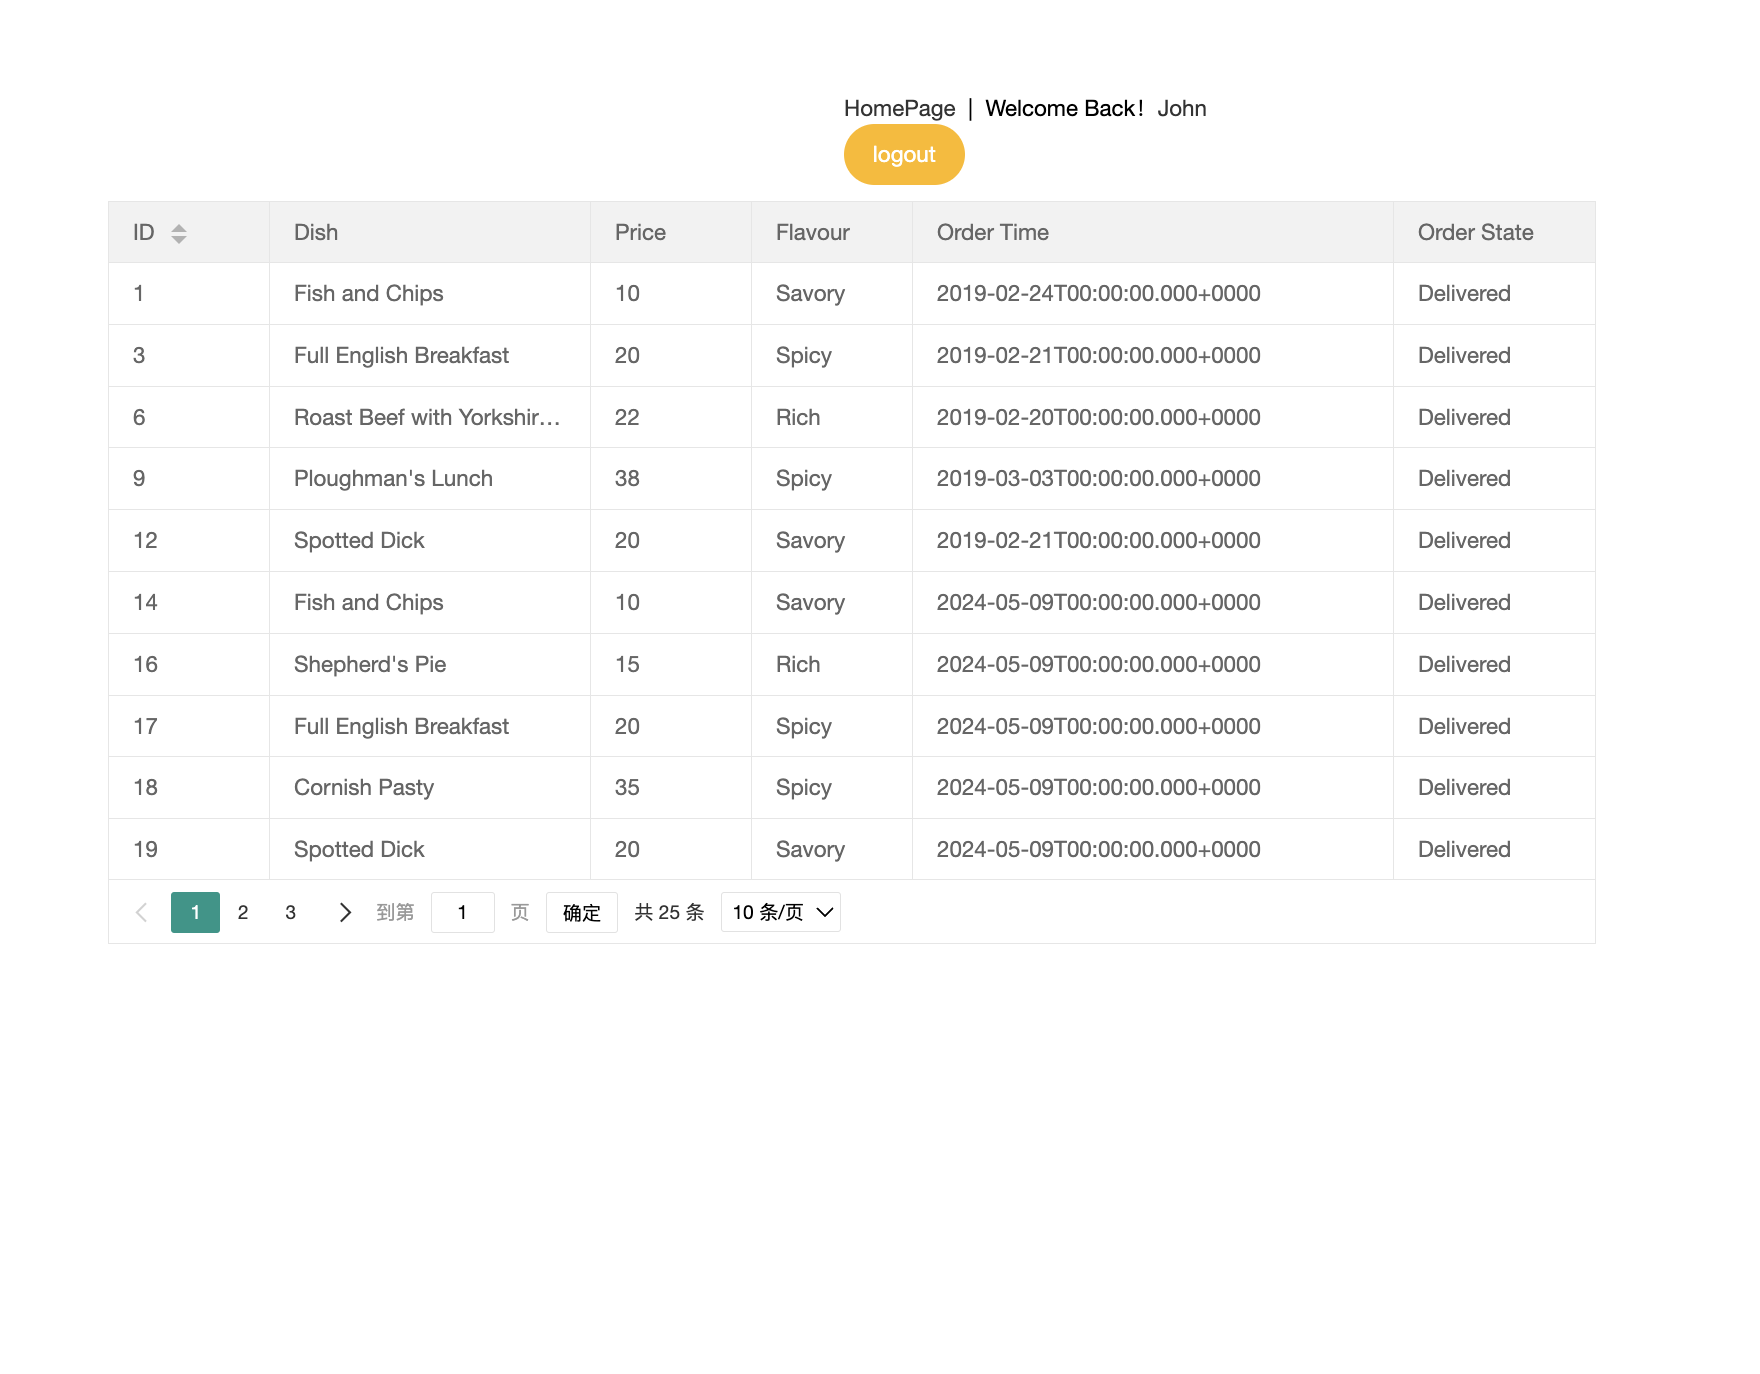 HomePage | Welcome Back! John
logout
ID Dish Price Flavour Order Time Order State
1 Fish and Chips 10 Savory 2019-02-24T00:00:00.000+0000 Delivered
3 Full English Breakfast 20 Spicy 2019-02-21T00:00:00.000+0000 Delivered
6 Roast Beef with Yorkshir... 22 Rich 2019-02-20T00:00:00.000+0000 Delivered
9 Ploughman's Lunch 38 Spicy 2019-03-03T00:00:00.000+0000 Delivered
12 Spotted Dick 20 Savory 2019-02-21T00:00:00.000+0000 Delivered
14 Fish and Chips 10 Savory 2024-05-09T00:00:00.000+0000 Delivered
16 Shepherd's Pie 15 Rich 2024-05-09T00:00:00.000+0000 Delivered
17 Full English Breakfast 20 Spicy 2024-05-09T00:00:00.000+0000 Delivered
18 Cornish Pasty 35 Spicy 2024-05-09T00:00:00.000+0000 Delivered
19 Spotted Dick 20 Savory 2024-05-09T00:00:00.000+0000 Delivered
1 2 3 到第 1 页 确定 共 25 条 10 条/页